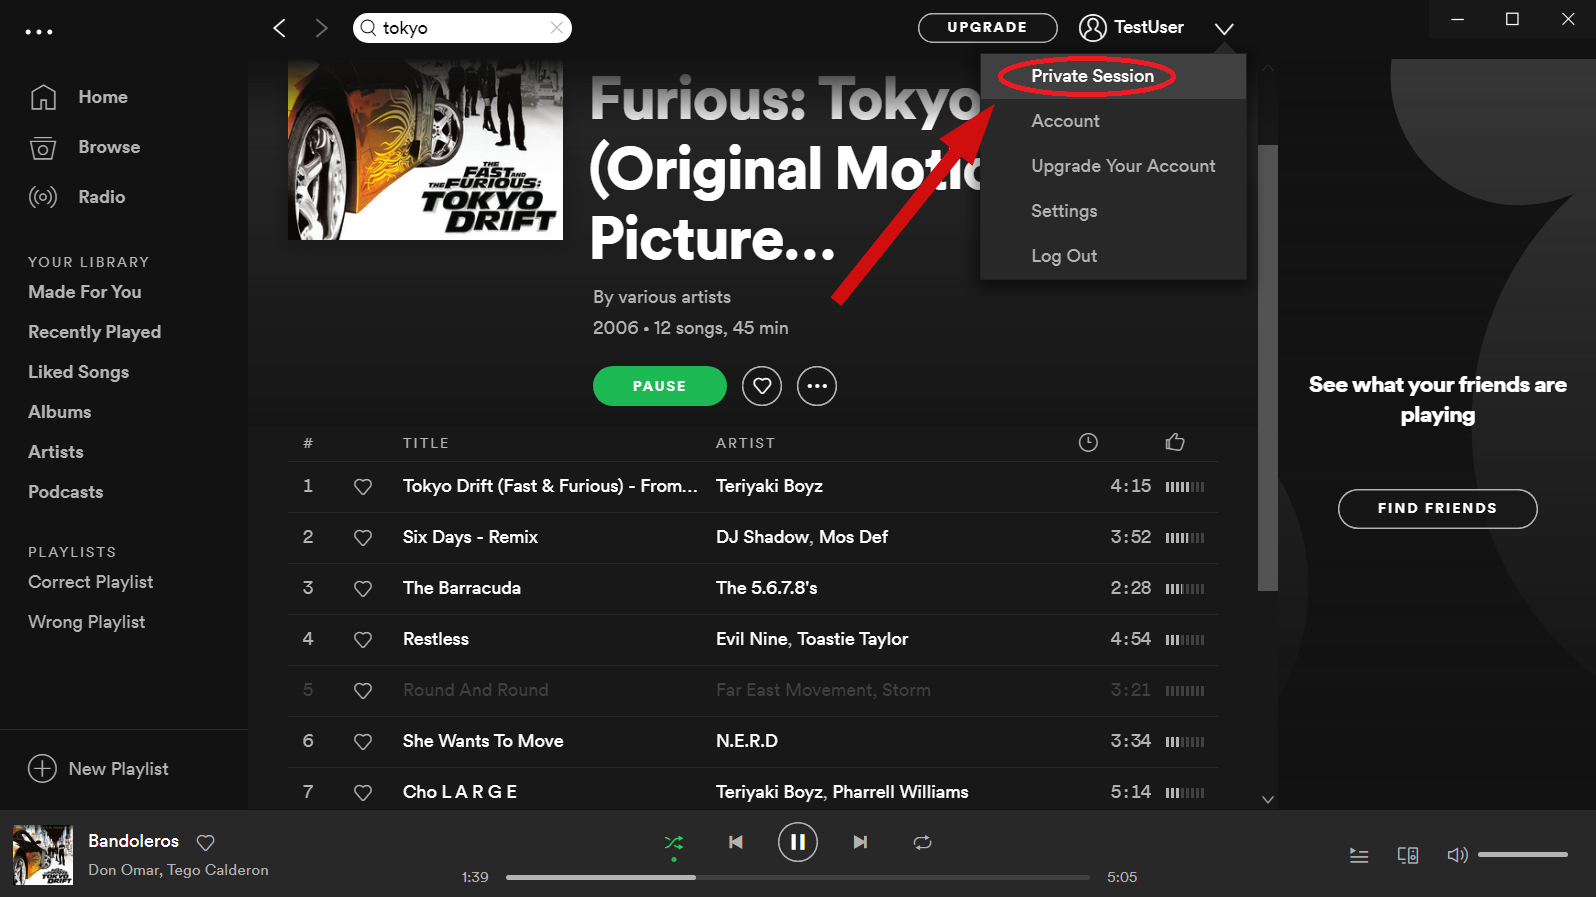 tokyo
UPGRADE
TestUser
Private Session
Account
Upgrade Your Account
Settings
Log Out
Home
Browse
Radio
YOUR LIBRARY
Made For You
Recently Played
Liked Songs
Albums
Artists
Podcasts
PLAYLISTS
Correct Playlist
Wrong Playlist
New Playlist
THE
FAST AND
THE FURIOUS:
TOKYO
DRIFT
Furious: Tokyo
(Original Motio
Picture...
By various artists
2006 • 12 songs, 45 min
PAUSE
# TITLE ARTIST
1 Tokyo Drift (Fast & Furious) - From... Teriyaki Boyz 4:15
2 Six Days - Remix DJ Shadow, Mos Def 3:52
3 The Barracuda The 5.6.7.8's 2:28
4 Restless Evil Nine, Toastie Taylor 4:54
5 Round And Round Far East Movement, Storm 3:21
6 She Wants To Move N.E.R.D 3:34
7 Cho L A R G E Teriyaki Boyz, Pharrell Williams 5:14
See what your friends are
playing
FIND FRIENDS
TOKYO
DRIFT
Bandoleros
Don Omar, Tego Calderon
1:39
5:05